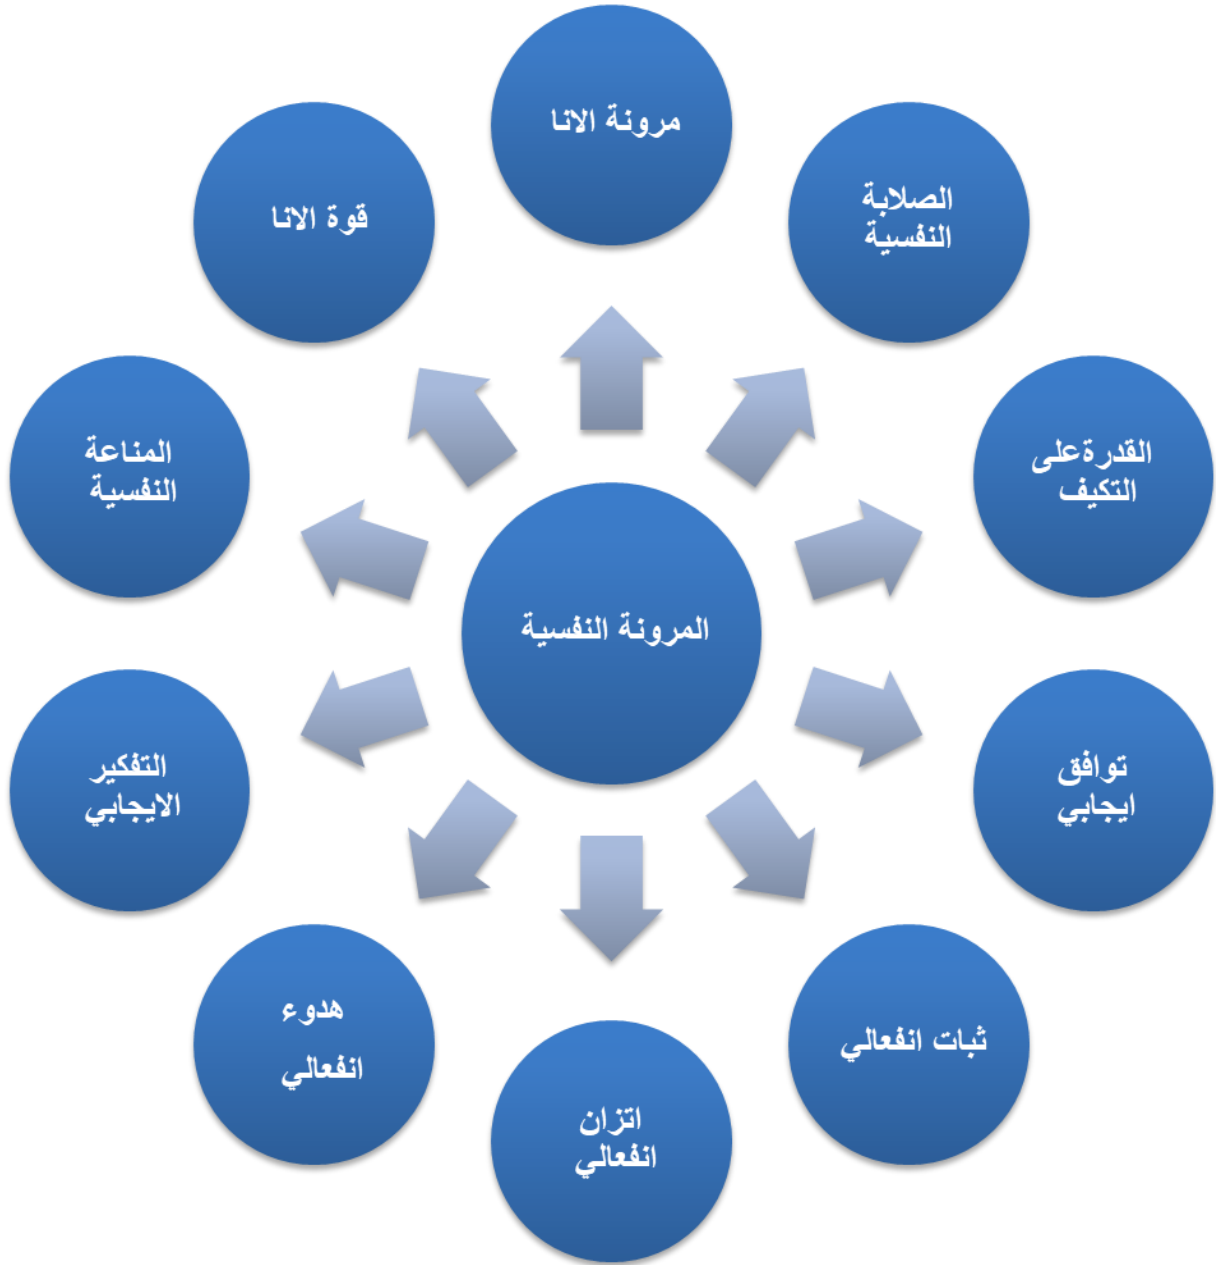 مرونة الانا
الصلابة
النفسية
القدرةعلى
التكيف
توافق
ايجابي
ثبات انفعالي
اتزان
انفعالي
هدوء
انفعالي
التفكير
الايجابي
المناعة
النفسية
قوة الانا
المرونة النفسية